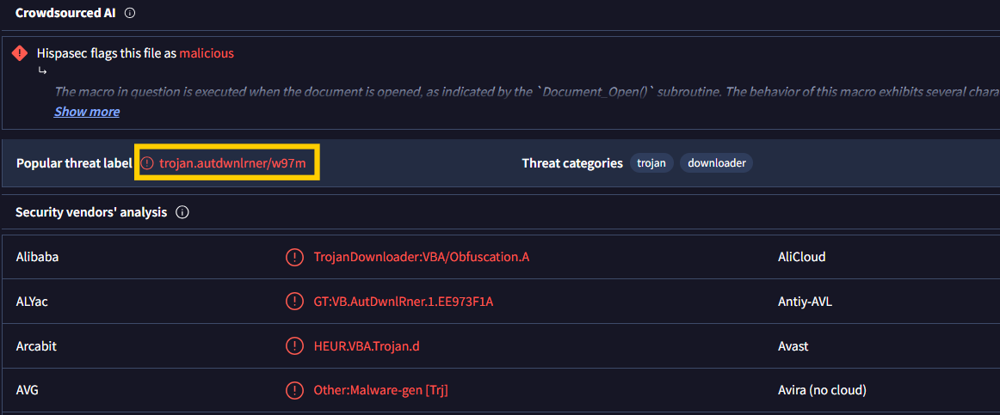 Crowdsourced AI
Hispasec flags this file as malicious
The macro in question is executed when the document is opened, as indicated by the `Document_Open()` subroutine. The behavior of this macro exhibits several chara
Show more
Popular threat label trojan.autdwnlrner/w97m Threat categories trojan downloader
Security vendors' analysis
Alibaba TrojanDownloader:VBA/Obfuscation.A AliCloud
ALYac GT:VB.AutDwnlRner.1.EE973F1A Antiy-AVL
Arcabit HEUR.VBA.Trojan.d Avast
AVG Other:Malware-gen [Trj] Avira (no cloud)